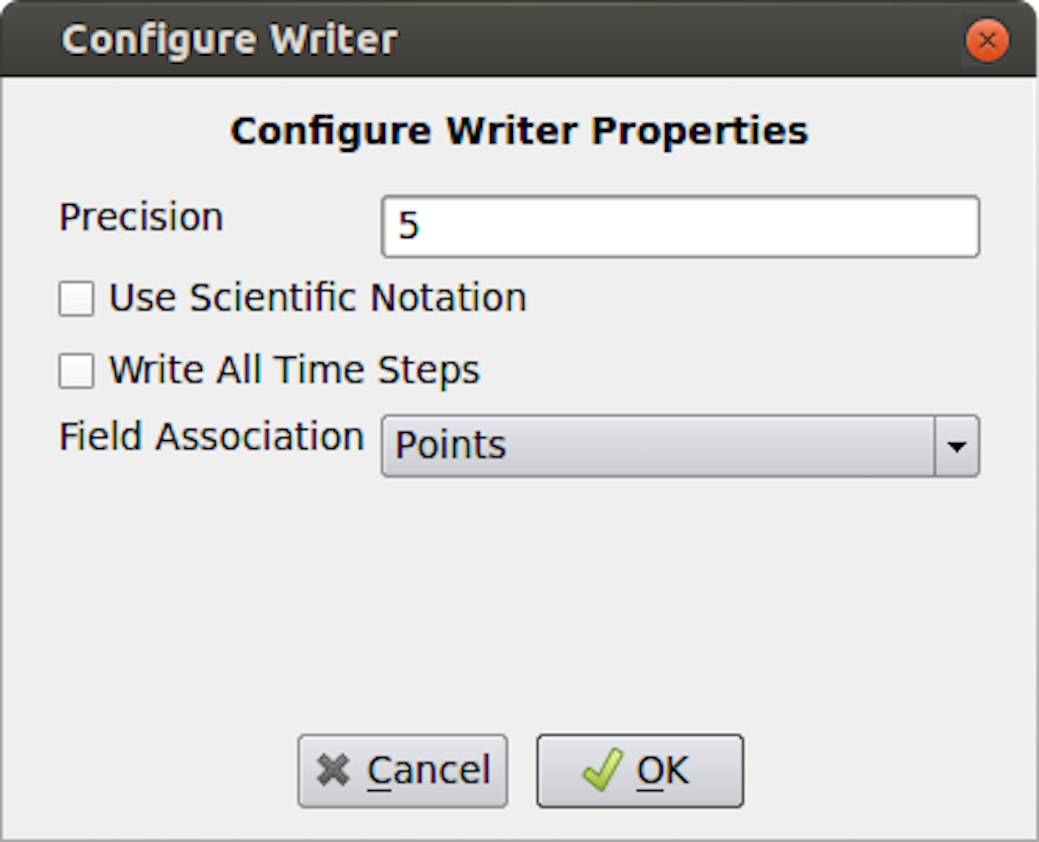 Configure Writer
Configure Writer Properties
Precision 5
Use Scientific Notation
Write All Time Steps
Field Association Points
Cancel OK